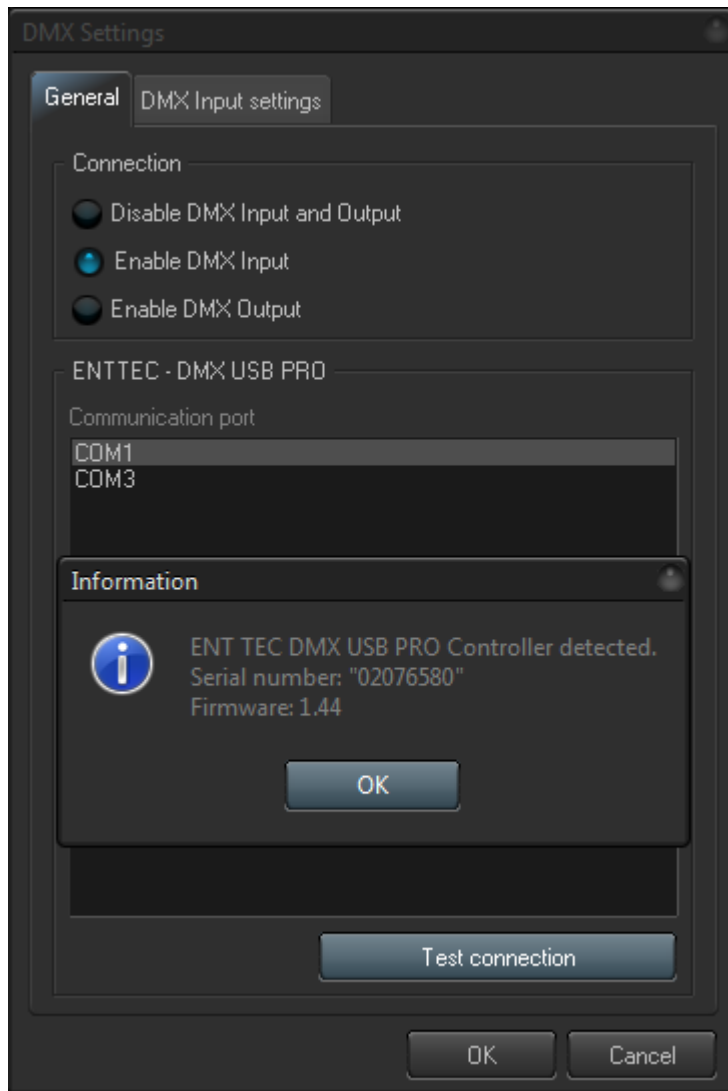 DMX Settings
General
DMX Input settings
Connection
Disable DMX Input and Output
Enable DMX Input
Enable DMX Output
ENTTEC - DMX USB PRO
Communication port
COM1
COM3
Information
ENT TEC DMX USB PRO Controller detected.
Serial number: "02076580"
Firmware: 1.44
OK
Test connection
OK
Cancel